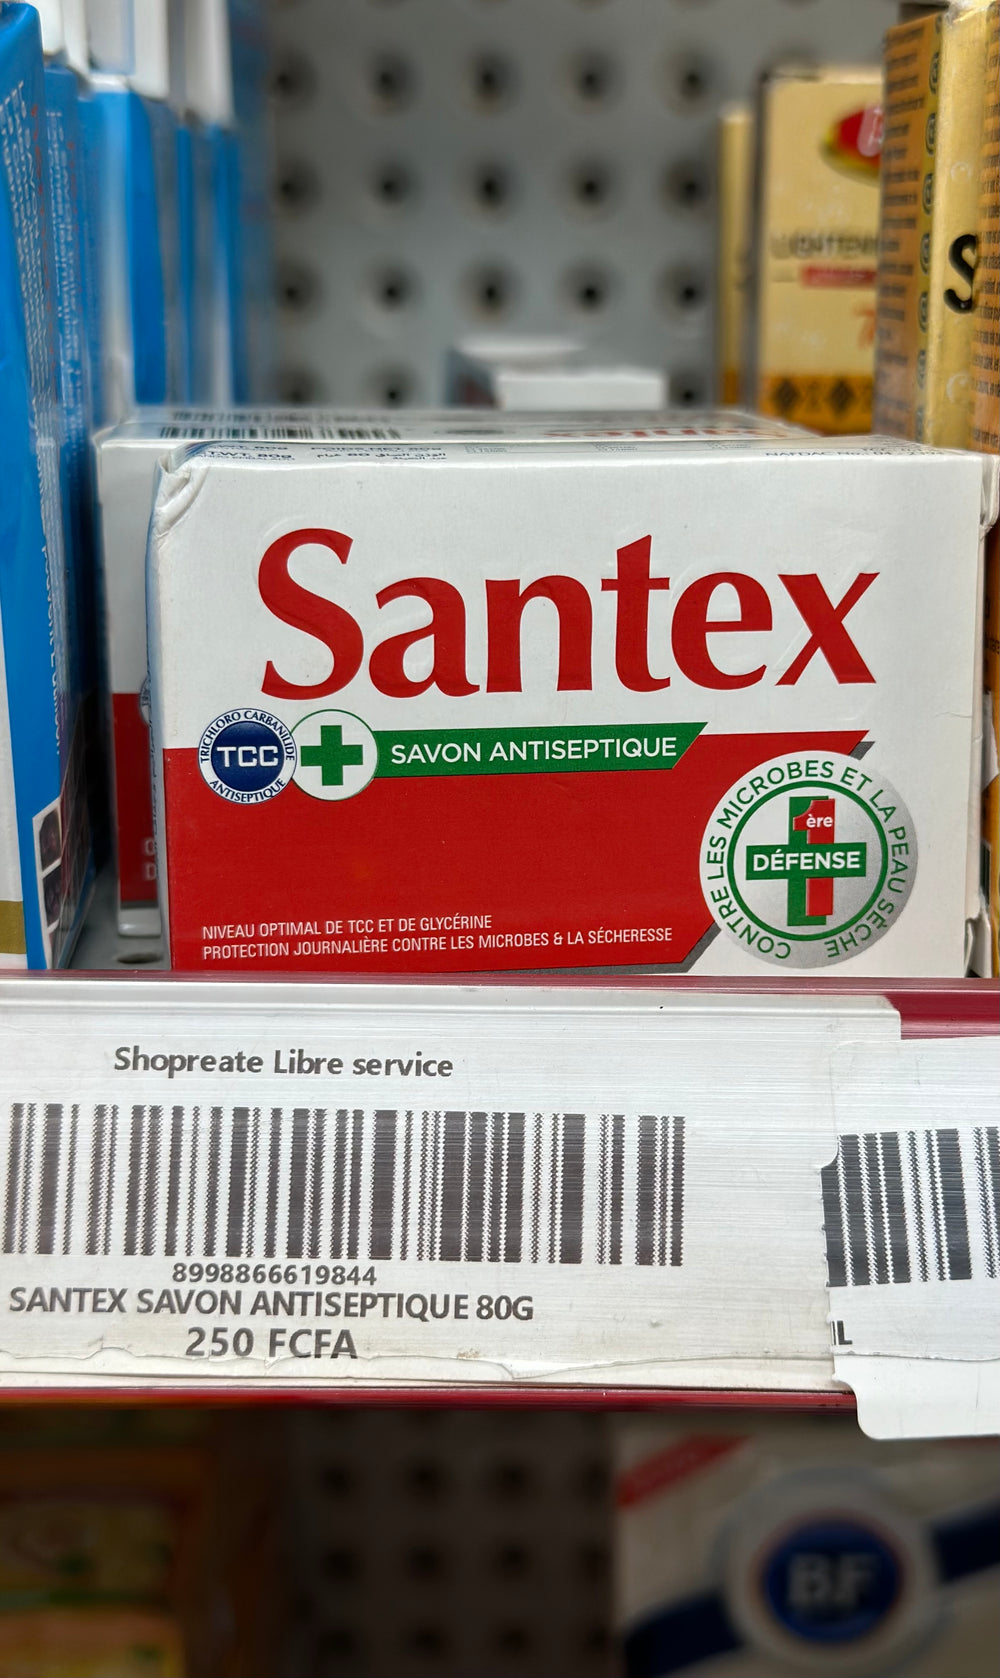 Santex
TRICHLORO CARBANILIDE
TCC
ANTISEPTIQUE
SAVON ANTISEPTIQUE
CONTRE LES MICROBES ET LA PEAU SÈCHE
1ère
DÉFENSE
NIVEAU OPTIMAL DE TCC ET DE GLYCÉRINE
PROTECTION JOURNALIÈRE CONTRE LES MICROBES & LA SÉCHERESSE
Shopreate Libre service
8998866619844
SANTEX SAVON ANTISEPTIQUE 80G
250 FCFA
BF